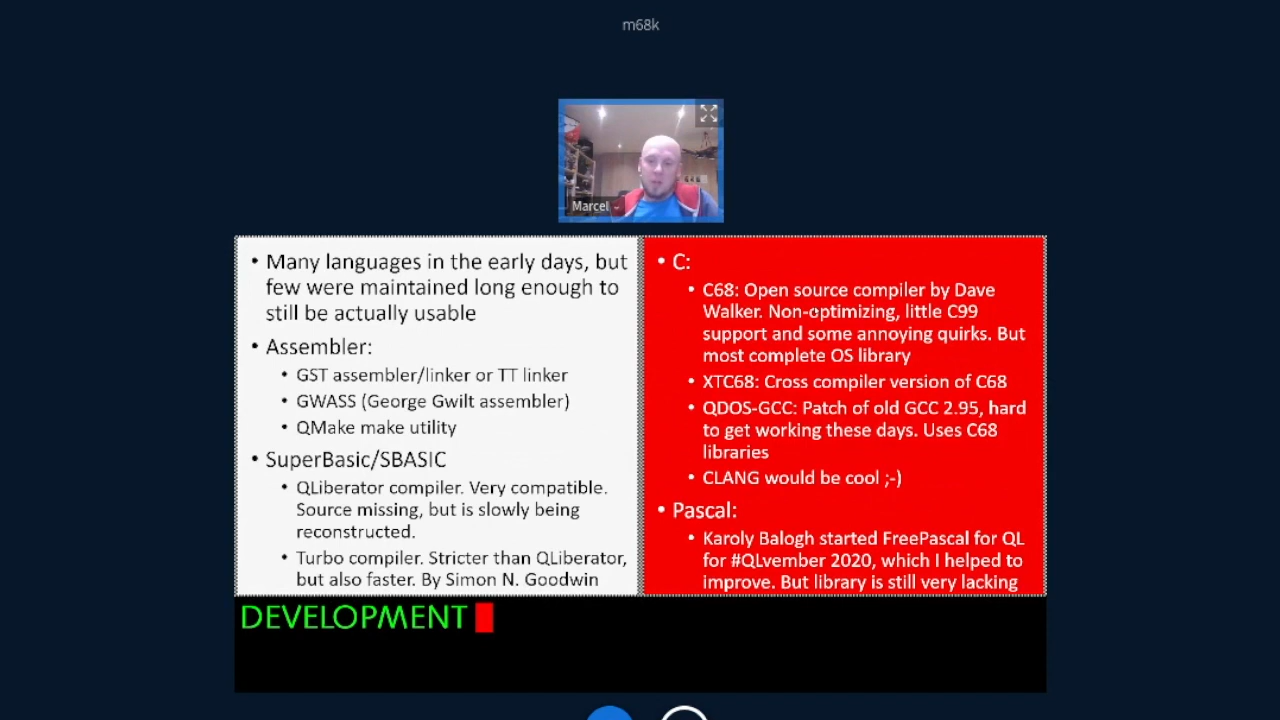 m68k
Marcel
• Many languages in the early days, but
few were maintained long enough to
still be actually usable
• Assembler:
• GST assembler/linker or TT linker
• GWASS (George Gwilt assembler)
• QMake make utility
• SuperBasic/SBASIC
• QLiberator compiler. Very compatible.
Source missing, but is slowly being
reconstructed.
• Turbo compiler. Stricter than QLiberator,
but also faster. By Simon N. Goodwin
• C:
• C68: Open source compiler by Dave
Walker. Non-optimizing, little C99
support and some annoying quirks. But
most complete OS library
• XTC68: Cross compiler version of C68
• QDOS-GCC: Patch of old GCC 2.95, hard
to get working these days. Uses C68
libraries
• CLANG would be cool ;-)
• Pascal:
• Karoly Balogh started FreePascal for QL
for #QLvember 2020, which I helped to
improve. But library is still very lacking
DEVELOPMENT